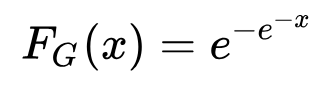 $F_G(x) = e^{-e^{-x}}$